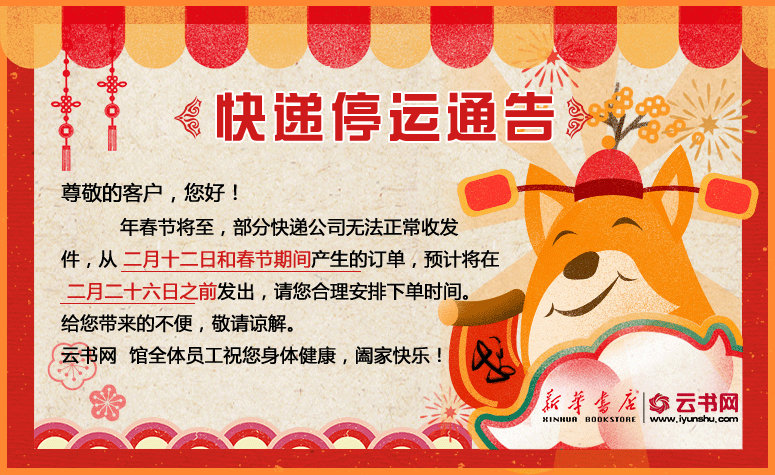 快递停运通告
尊敬的客户，您好！
年春节将至，部分快递公司无法正常收发
件，从 二月十二日和春节期间产生的订单，预计将在
二月二十六日之前发出，请您合理安排下单时间。
给您带来的不便，敬请谅解。
云书网 馆全体员工祝您身体健康，阖家快乐！
新华书店 云书网
XINHUA BOOKSTORE www.iyunshu.com